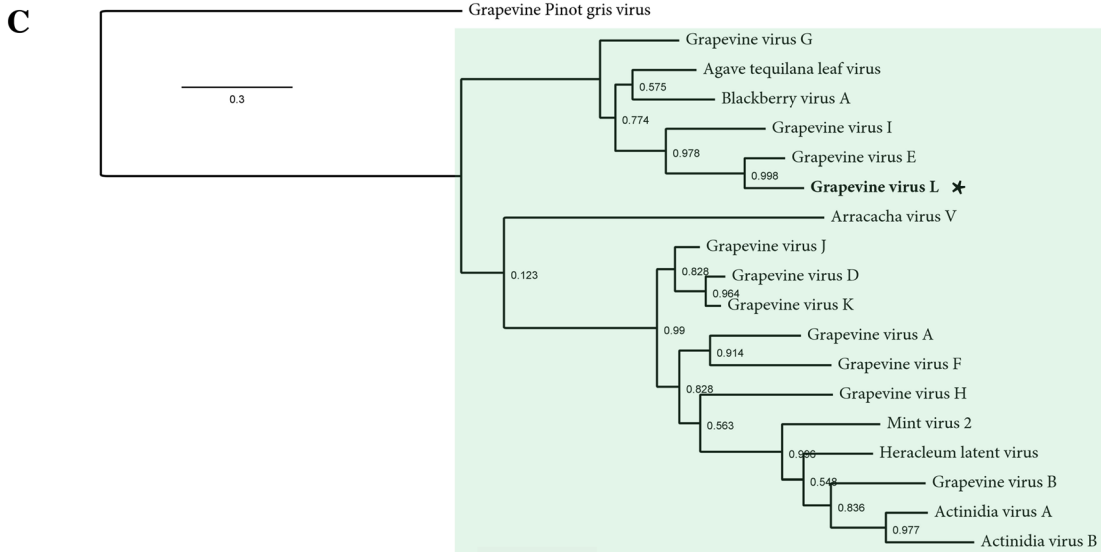 C
Grapevine Pinot gris virus
0.3
Grapevine virus G
Agave tequilana leaf virus
0.575
Blackberry virus A
0.774
Grapevine virus I
0.978
Grapevine virus E
0.998
Grapevine virus L *
Arracacha virus V
0.123
Grapevine virus J
0.828
Grapevine virus D
0.964
Grapevine virus K
0.99
Grapevine virus A
0.914
Grapevine virus F
0.828
Grapevine virus H
0.563
Mint virus 2
0.996
Heracleum latent virus
0.548
Grapevine virus B
0.836
Actinidia virus A
0.977
Actinidia virus B